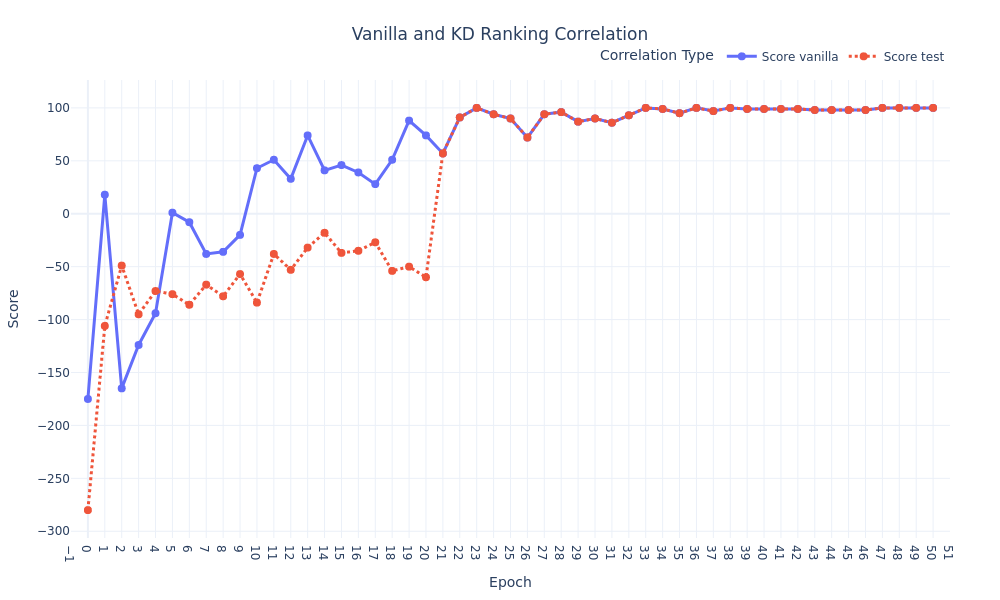 Vanilla and KD Ranking Correlation
Correlation Type Score vanilla Score test
100
50
0
−50
−100
−150
−200
−250
−300
Score
−1 0 1 2 3 4 5 6 7 8 9 10 11 12 13 14 15 16 17 18 19 20 21 22 23 24 25 26 27 28 29 30 31 32 33 34 35 36 37 38 39 40 41 42 43 44 45 46 47 48 49 50 51
Epoch